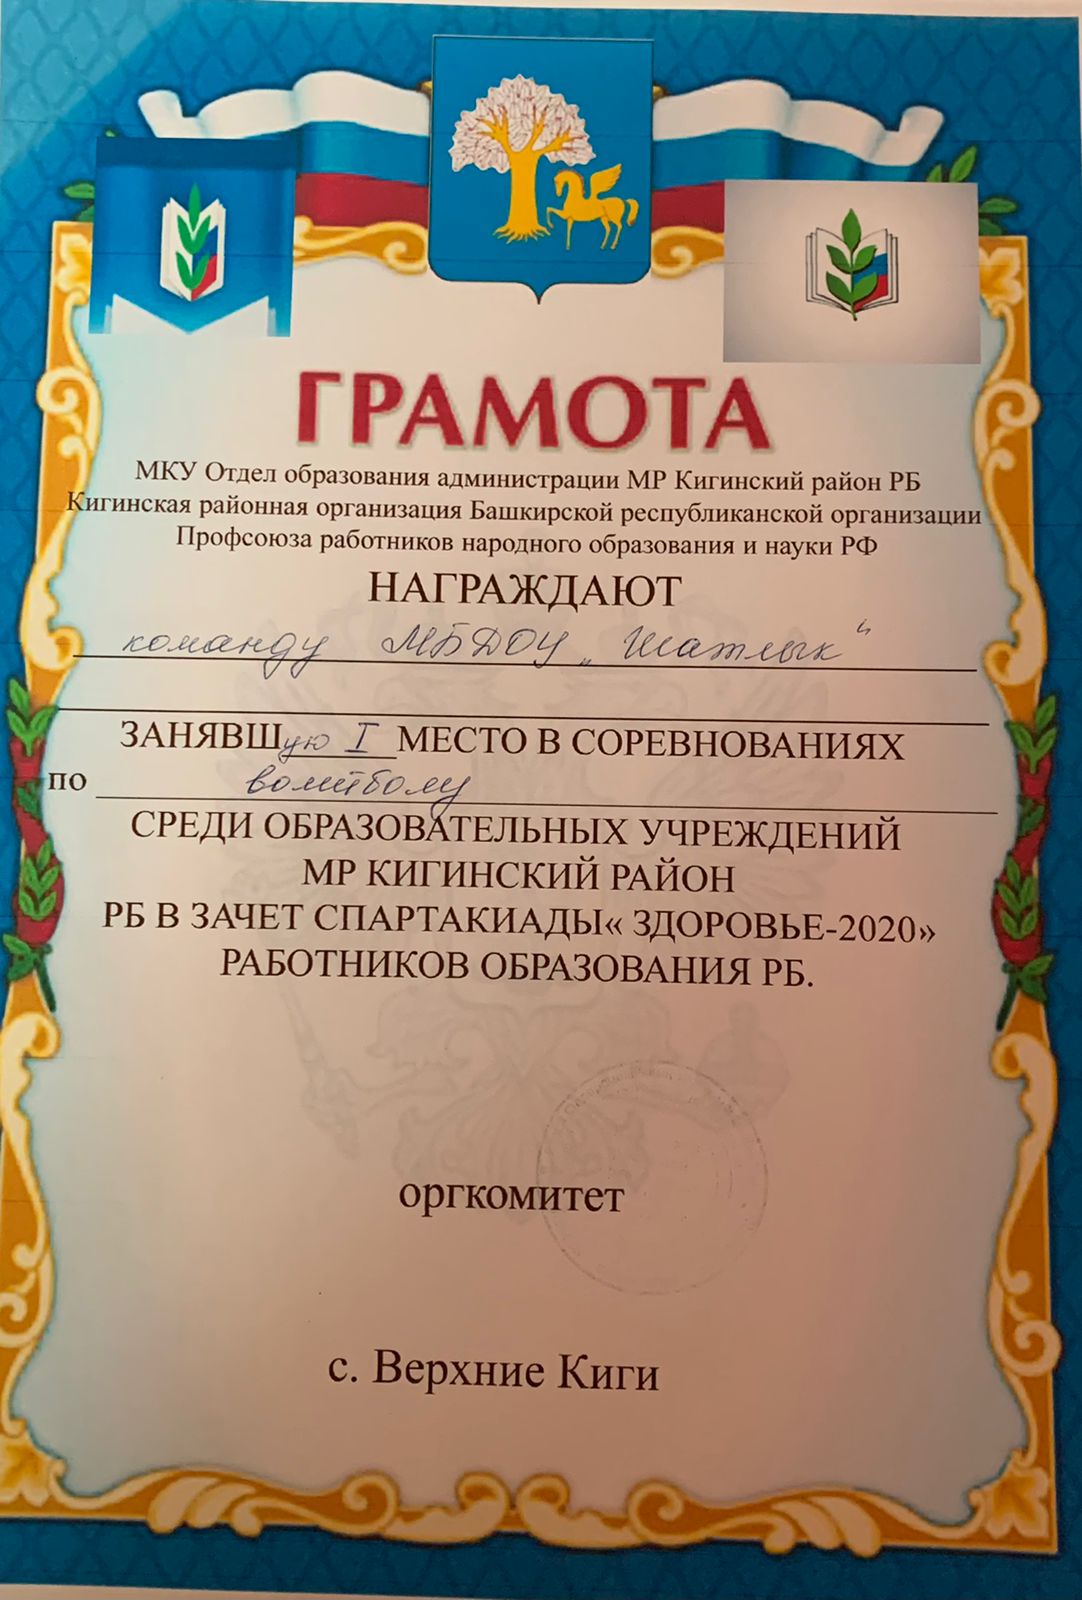 ГРАМОТА
МКУ Отдел образования администрации МР Кигинский район РБ
Кигинская районная организация Башкирской республиканской организации
Профсоюза работников народного образования и науки РФ
НАГРАЖДАЮТ
команду МБДОУ „Шатлык“
ЗАНЯВШую I МЕСТО В СОРЕВНОВАНИЯХ
по волейболу
СРЕДИ ОБРАЗОВАТЕЛЬНЫХ УЧРЕЖДЕНИЙ
МР КИГИНСКИЙ РАЙОН
РБ В ЗАЧЕТ СПАРТАКИАДЫ« ЗДОРОВЬЕ-2020»
РАБОТНИКОВ ОБРАЗОВАНИЯ РБ.
оргкомитет
с. Верхние Киги